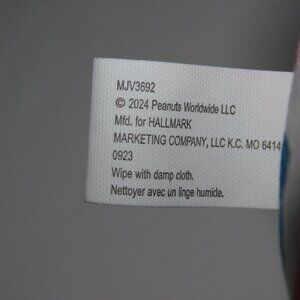 MJV3692
© 2024 Peanuts Worldwide LLC
Mfd. for HALLMARK
MARKETING COMPANY, LLC K.C. MO 6414
0923
Wipe with damp cloth.
Nettoyer avec un linge humide.